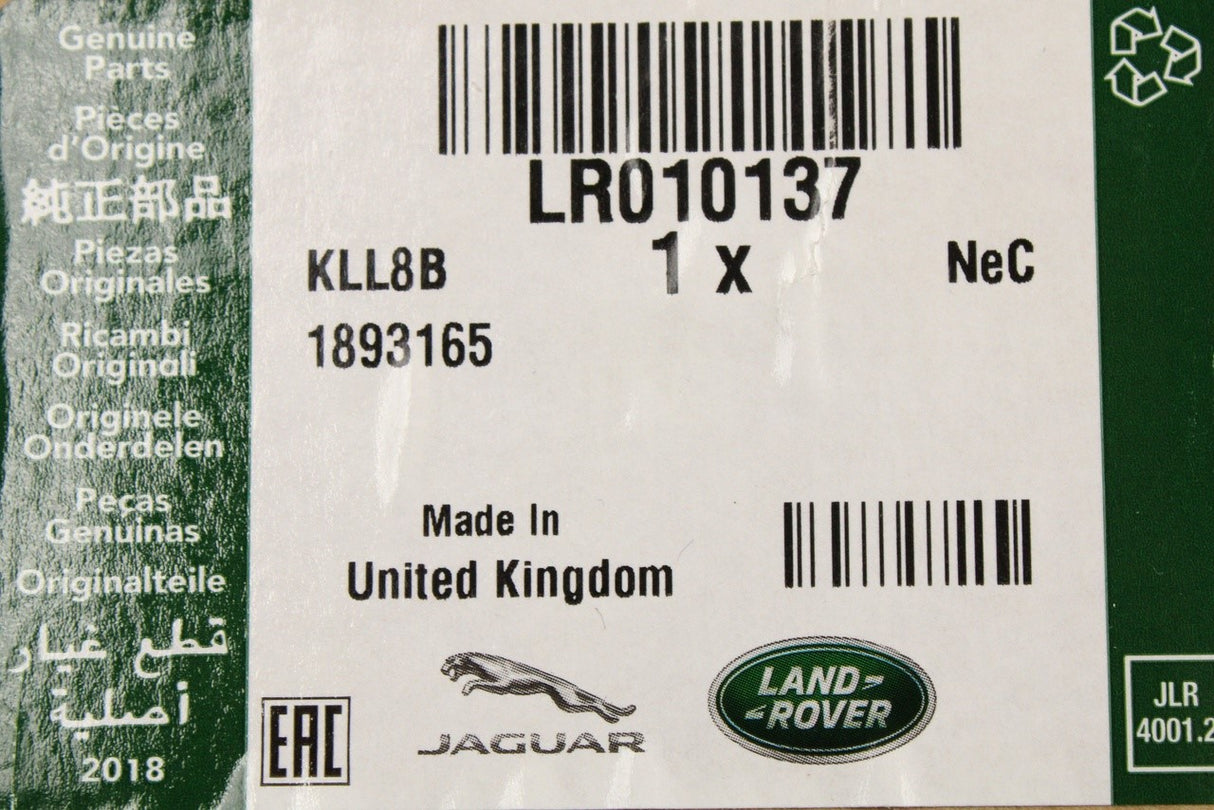 Genuine
Parts
Pièces
d'Origine
純正部品
Piezas
Originales
Ricambi
Originali
Originele
Onderdelen
Peças
Genuinas
Originalteile
قطع غيار
أصلية
2018
LR010137
KLL8B 1 x NeC
1893165
Made In
United Kingdom
EAC
JAGUAR
LAND-
-ROVER
JLR
4001.2